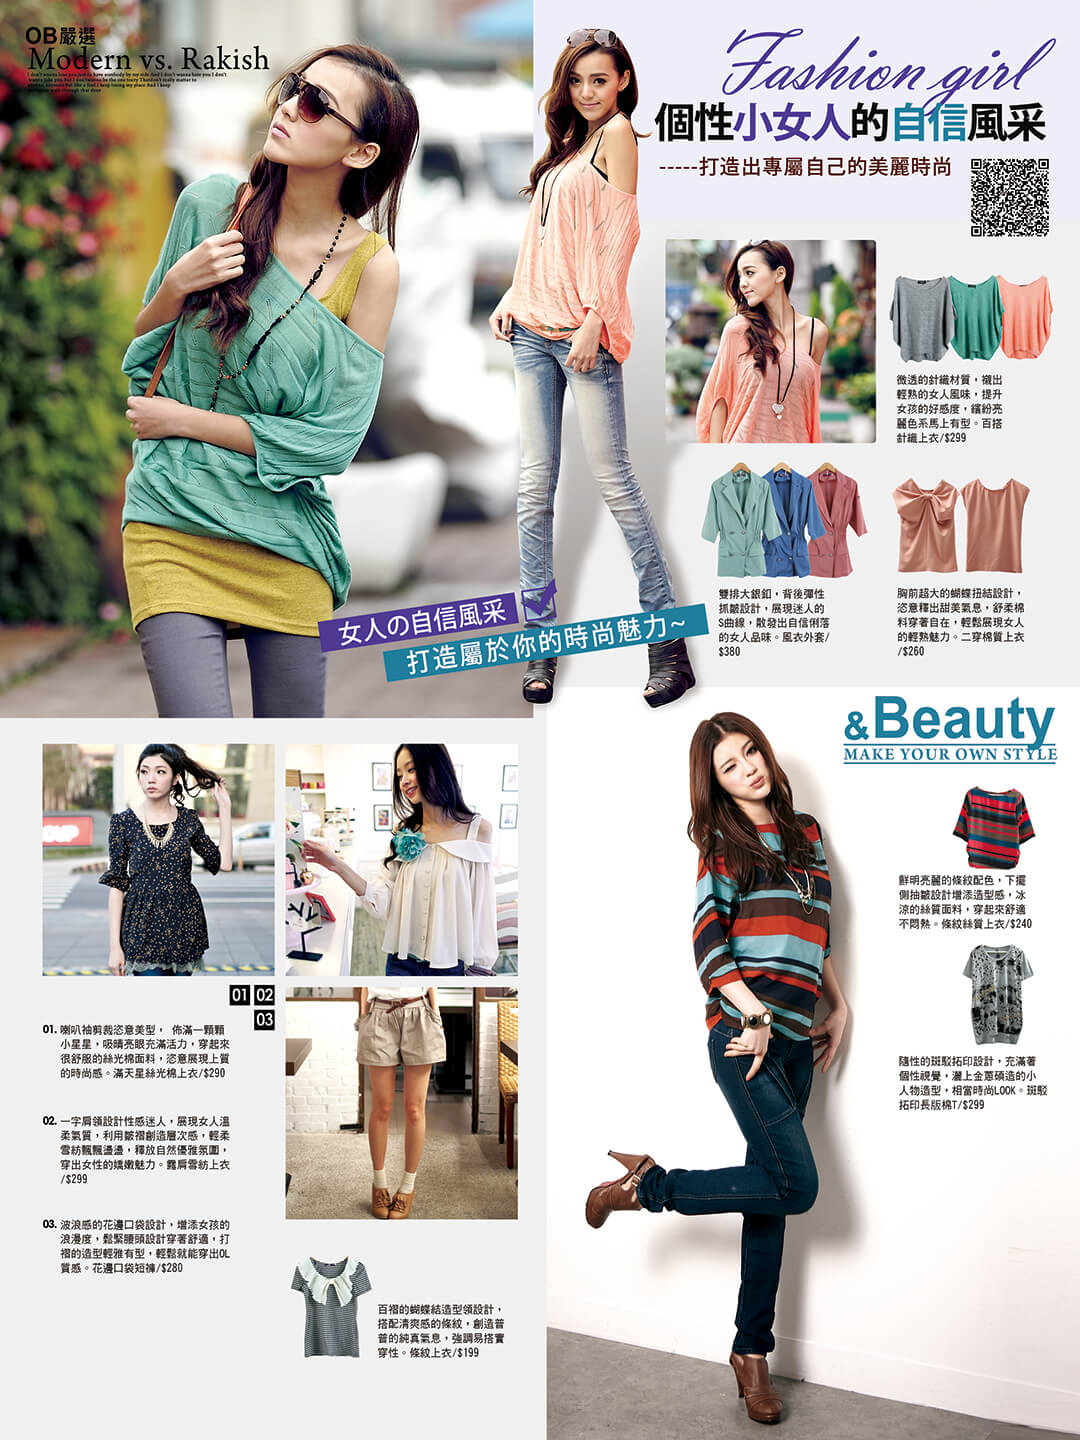 OB嚴選
Modern vs. Rakish
Fashion girl
個性小女人的自信風采
-----打造出專屬自己的美麗時尚
微透的針織材質，襯出
輕熟的女人風味，提升
女孩的好感度，繽紛亮
麗色系馬上有型。百搭
針織上衣/$299
雙排大銀釦，背後彈性
抓皺設計，展現迷人的
S曲線，散發出自信俐落
的女人品味。風衣外套/
$380
胸前超大的蝴蝶扭結設計，
恣意釋出甜美氣息，舒柔棉
料穿著自在，輕鬆展現女人
的輕熟魅力。二穿棉質上衣
/$260
女人の自信風采
打造屬於你的時尚魅力~
&Beauty
MAKE YOUR OWN STYLE
鮮明亮麗的條紋配色，下擺
側抽皺設計增添造型感，冰
涼的絲質面料，穿起來舒適
不悶熱。條紋絲質上衣/$240
隨性的斑駁拓印設計，充滿著
個性視覺，灑上金蔥碩造的小
人物造型，相當時尚LOOK。斑駁
拓印長版棉T/$299
01 02
03
01. 喇叭袖剪裁恣意美型， 佈滿一顆顆
小星星，吸睛亮眼充滿活力，穿起來
很舒服的絲光棉面料，恣意展現上質
的時尚感。滿天星絲光棉上衣/$290
02. 一字肩領設計性感迷人，展現女人溫
柔氣質，利用皺褶創造層次感，輕柔
雪紡飄飄盪盪，釋放自然優雅氛圍，
穿出女性的嬌嫩魅力。露肩雪紡上衣
/$299
03. 波浪感的花邊口袋設計，增添女孩的
浪漫度，鬆緊腰頭設計穿著舒適，打
褶的造型輕雅有型，輕鬆就能穿出OL
質感。花邊口袋短褲/$280
百褶的蝴蝶結造型領設計，
搭配清爽感的條紋，創造普
普的純真氣息，強調易搭實
穿性。條紋上衣/$199